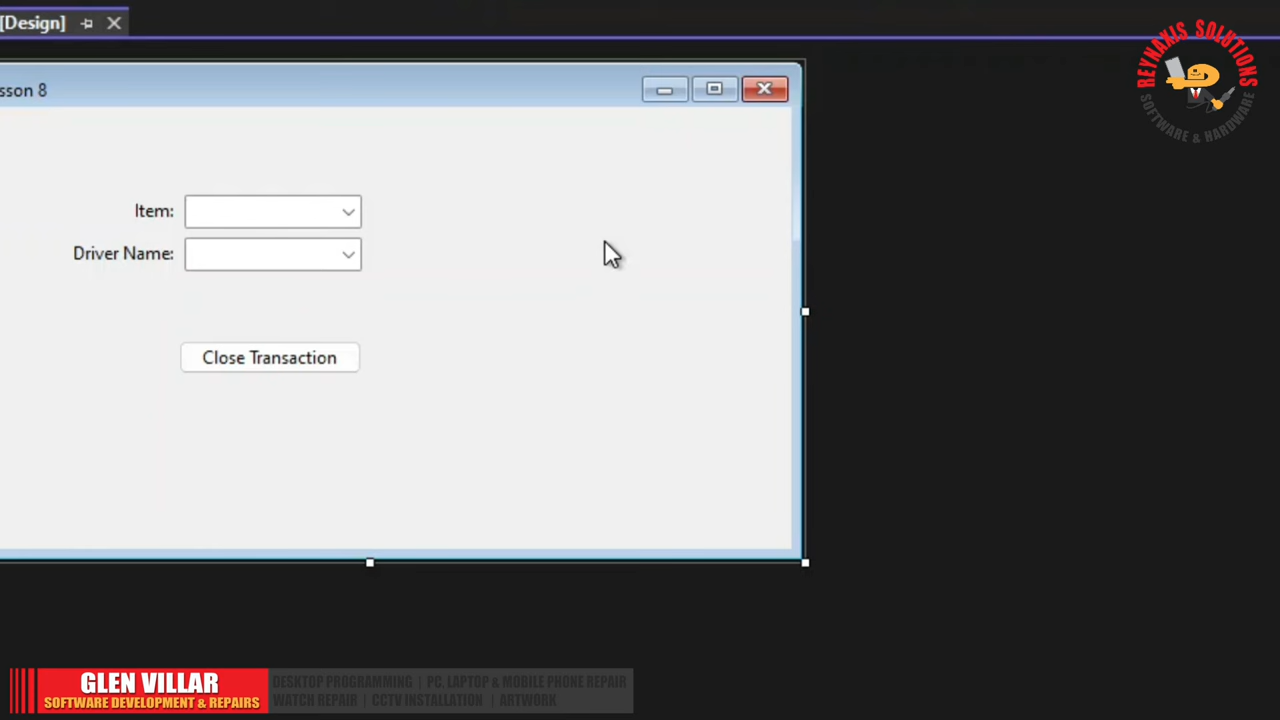 [Design]
sson 8
Item:
Driver Name:
Close Transaction
REYNAXIS SOLUTIONS
SOFTWARE & HARDWARE
GLEN VILLAR
SOFTWARE DEVELOPMENT & REPAIRS
DESKTOP PROGRAMMING | PC, LAPTOP & MOBILE PHONE REPAIR
WATCH REPAIR | CCTV INSTALLATION | ARTWORK